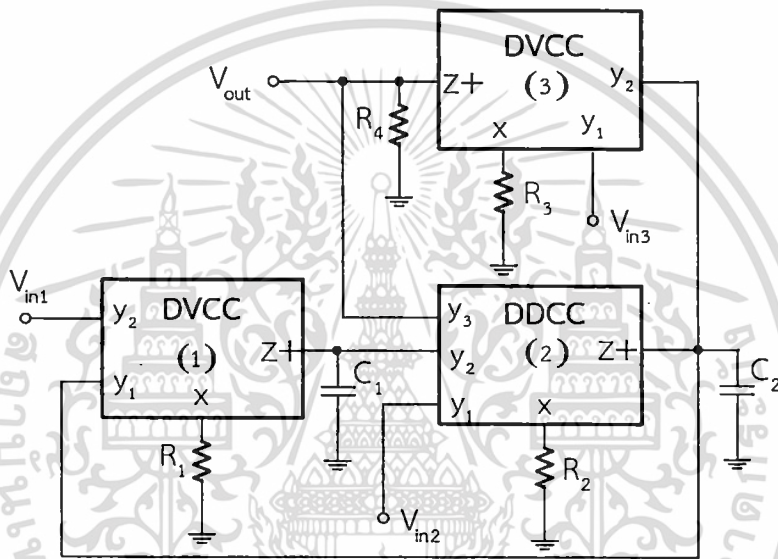 DVCC
(3)
V_out
Z+
y_2
R_4
x
y_1
R_3
V_in3
V_in1
DVCC
(1)
y_2
y_1
x
Z+
C_1
R_1
DDCC
(2)
y_3
y_2
y_1
Z+
x
C_2
R_2
V_in2